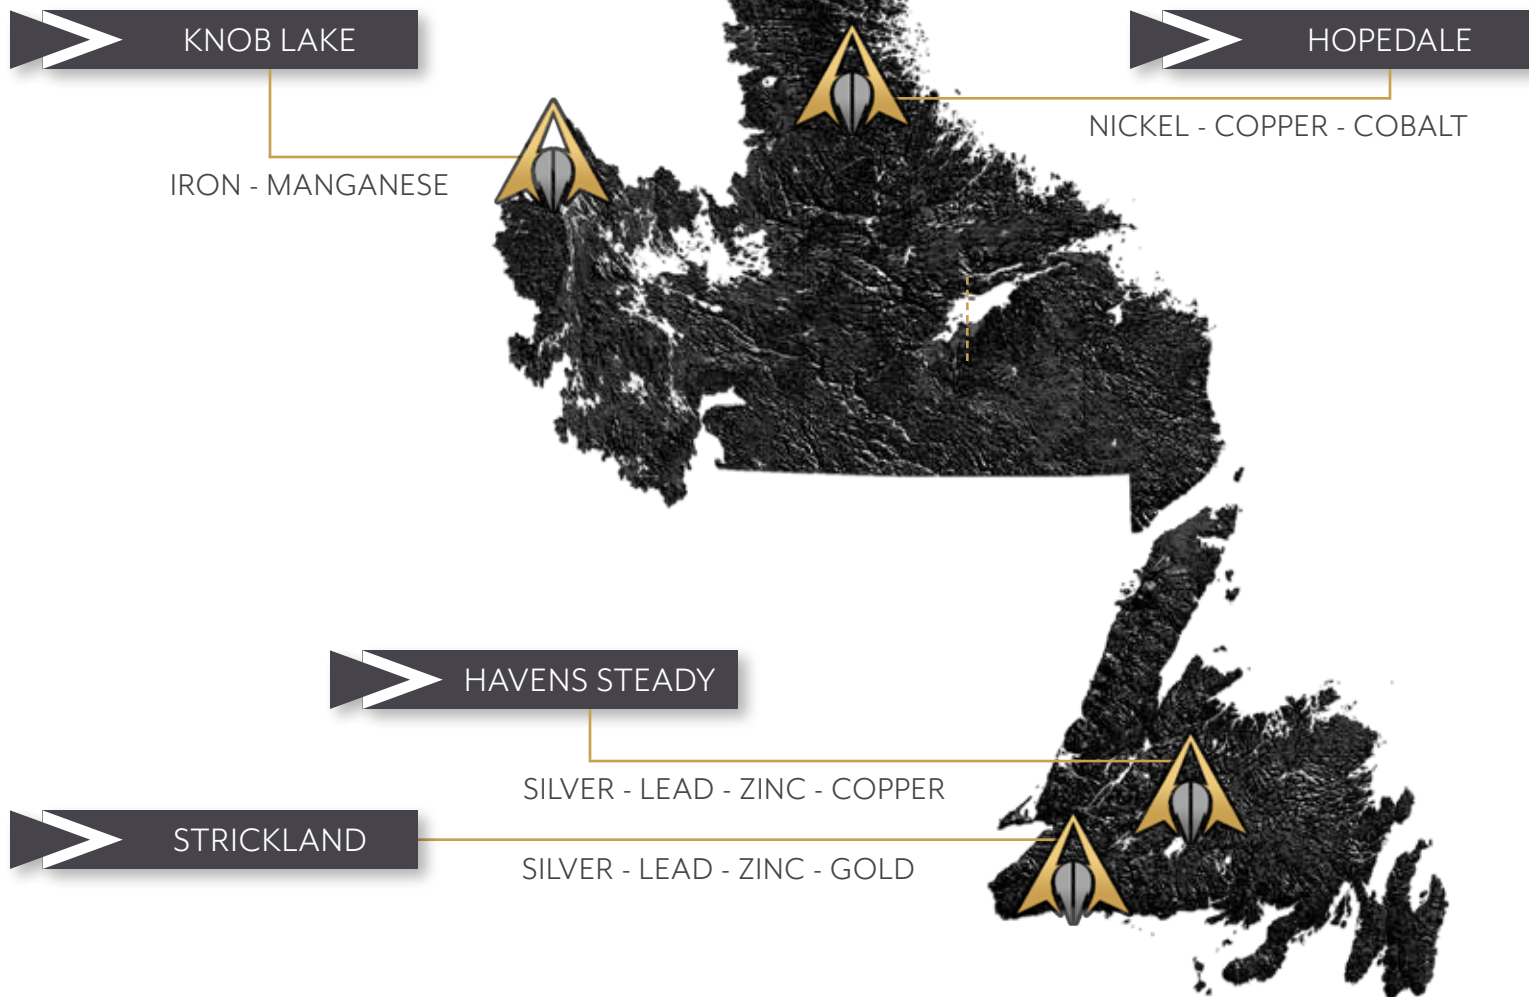 KNOB LAKE
HOPEDALE
NICKEL - COPPER - COBALT
IRON - MANGANESE
HAVENS STEADY
SILVER - LEAD - ZINC - COPPER
STRICKLAND
SILVER - LEAD - ZINC - GOLD